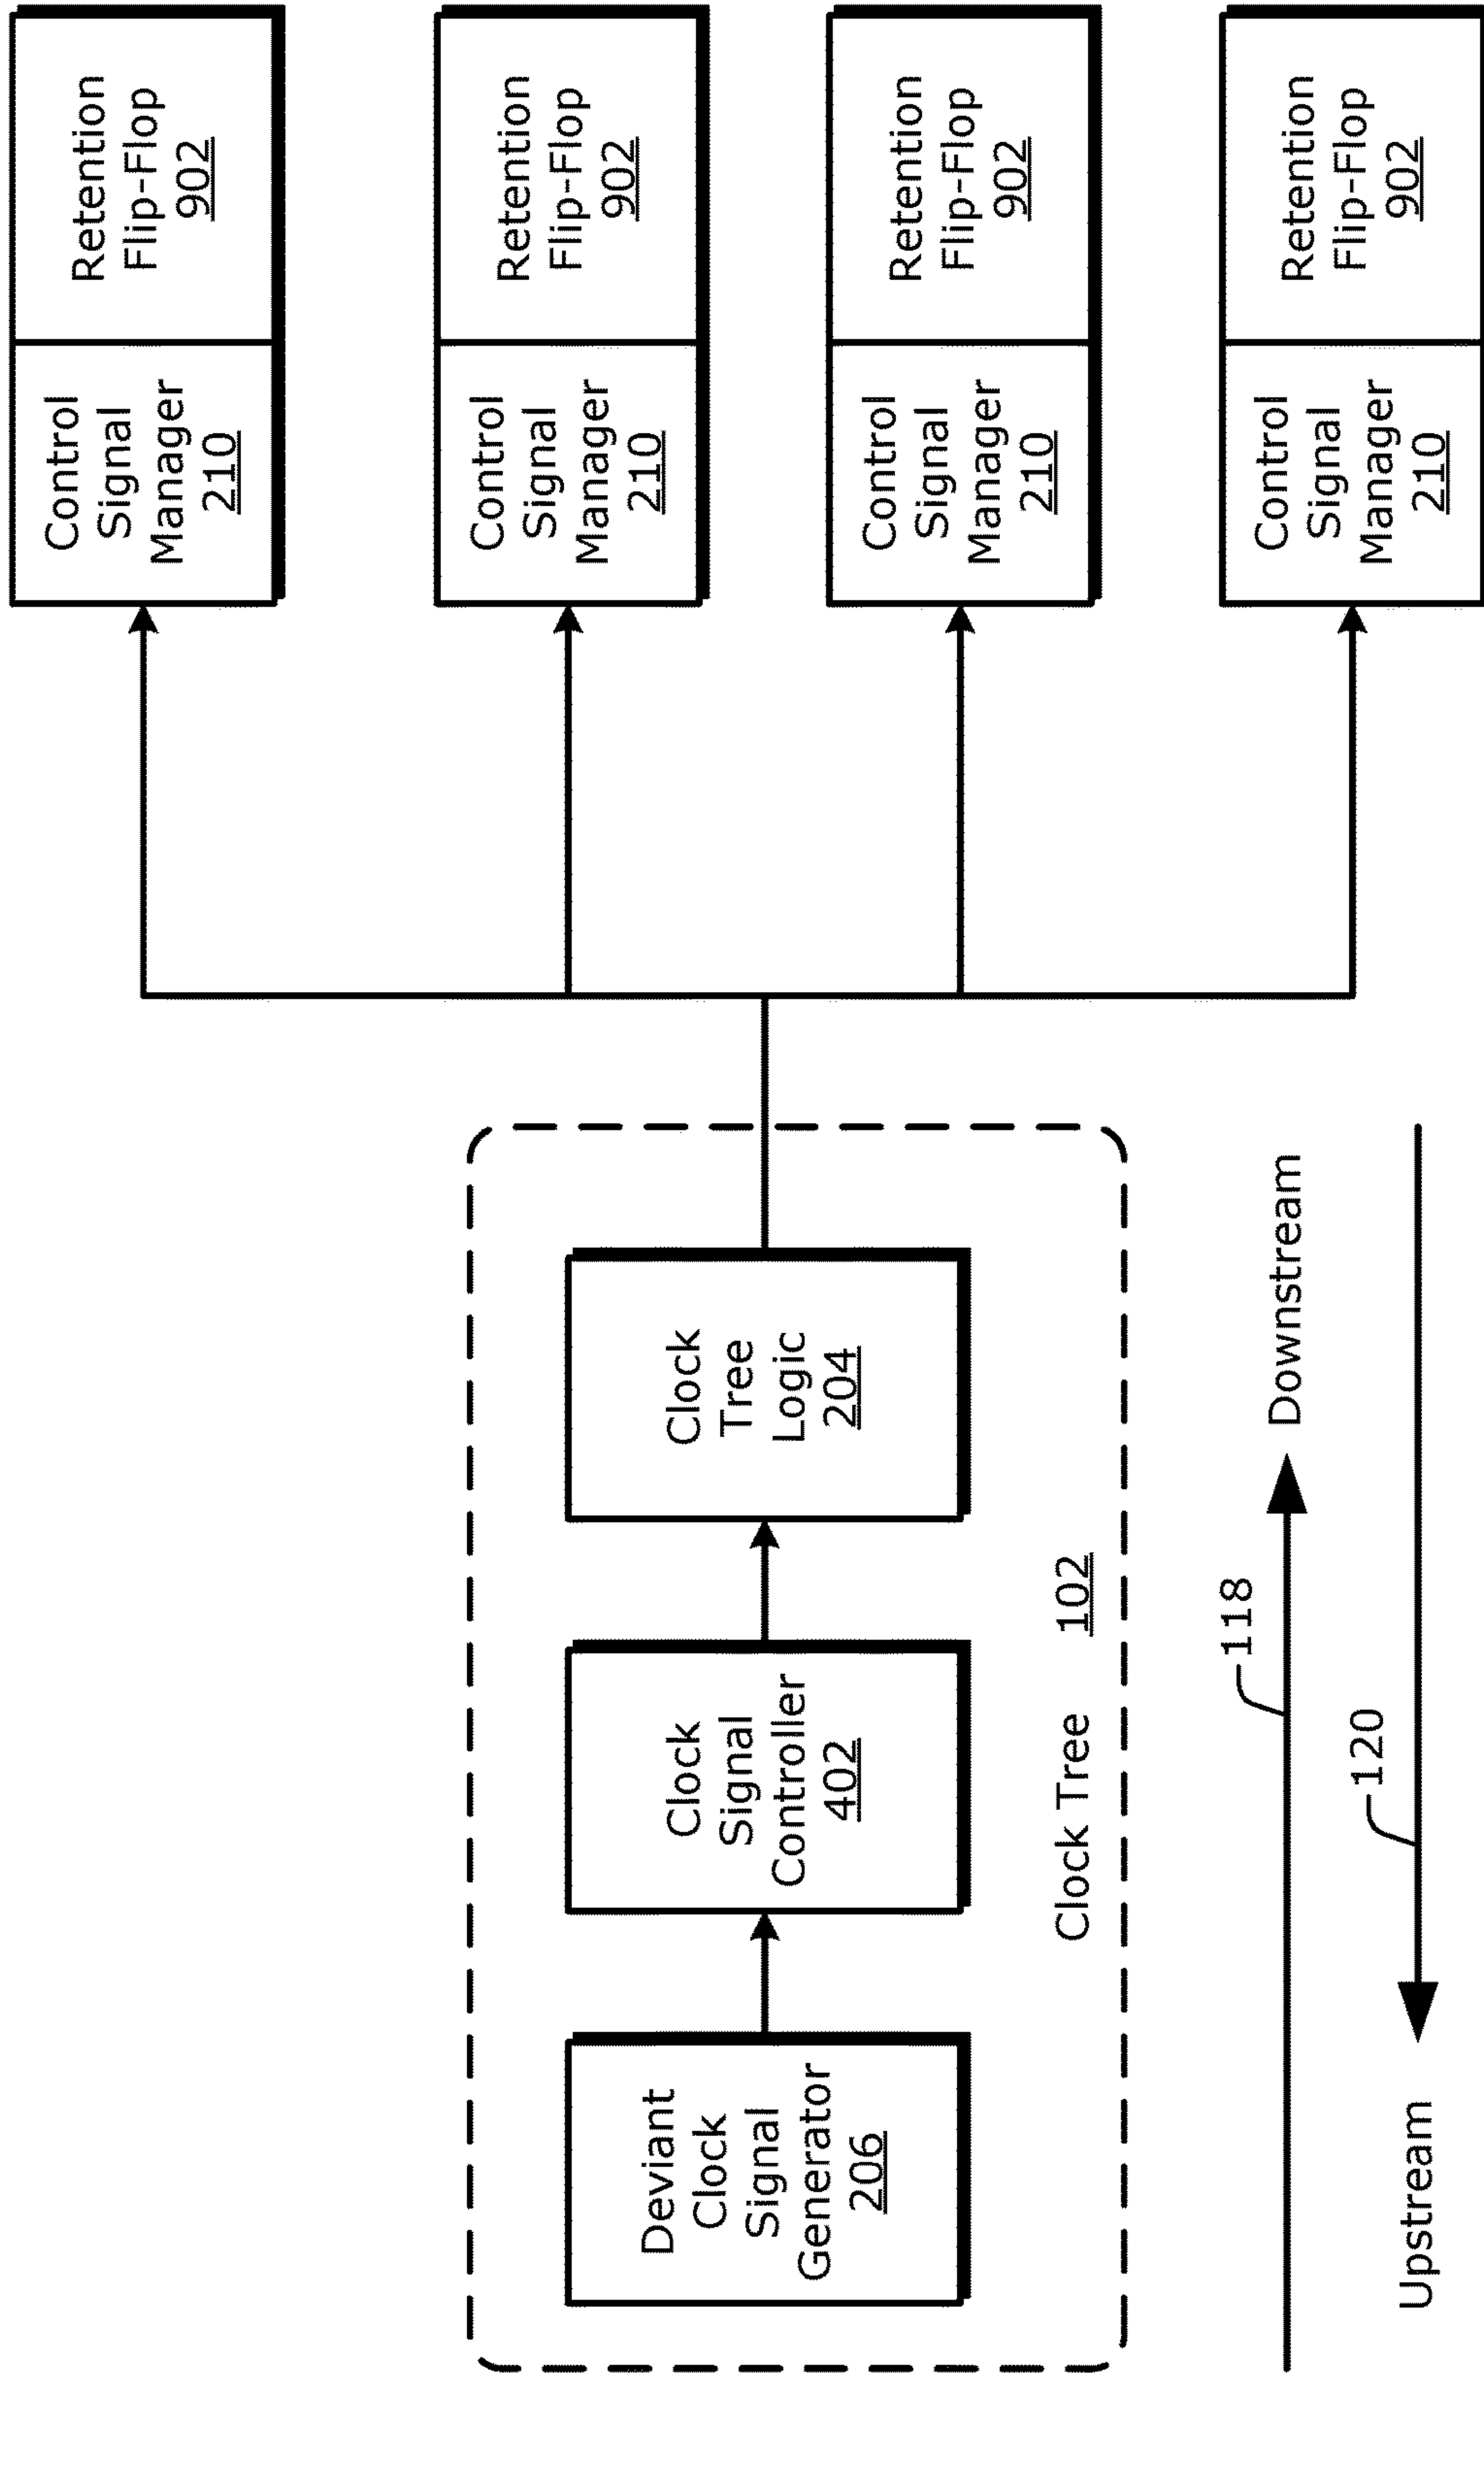 Deviant
Clock
Signal
Generator
206
Clock
Signal
Controller
402
Clock
Tree
Logic
204
Clock Tree 102
Control
Signal
Manager
210
Retention
Flip-Flop
902
Control
Signal
Manager
210
Retention
Flip-Flop
902
Control
Signal
Manager
210
Retention
Flip-Flop
902
Control
Signal
Manager
210
Retention
Flip-Flop
902
118
Downstream
120
Upstream